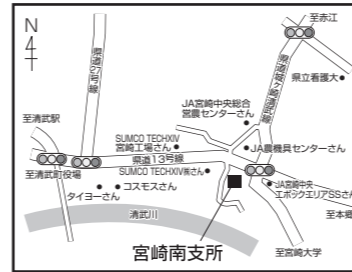 N
至赤江
県道27号線
県道城ケ崎清武線
県立看護大
JA宮崎中央総合
営農センターさん
至清武駅
SUMCO TECHXIV
宮崎工場さん
JA農機具センターさん
県道13号線
SUMCO TECHXIV㈱さん
至清武町役場
コスモスさん
タイヨーさん
JA宮崎中央
エポックエリアSSさん
至本郷
清武川
宮崎南支所
至宮崎大学